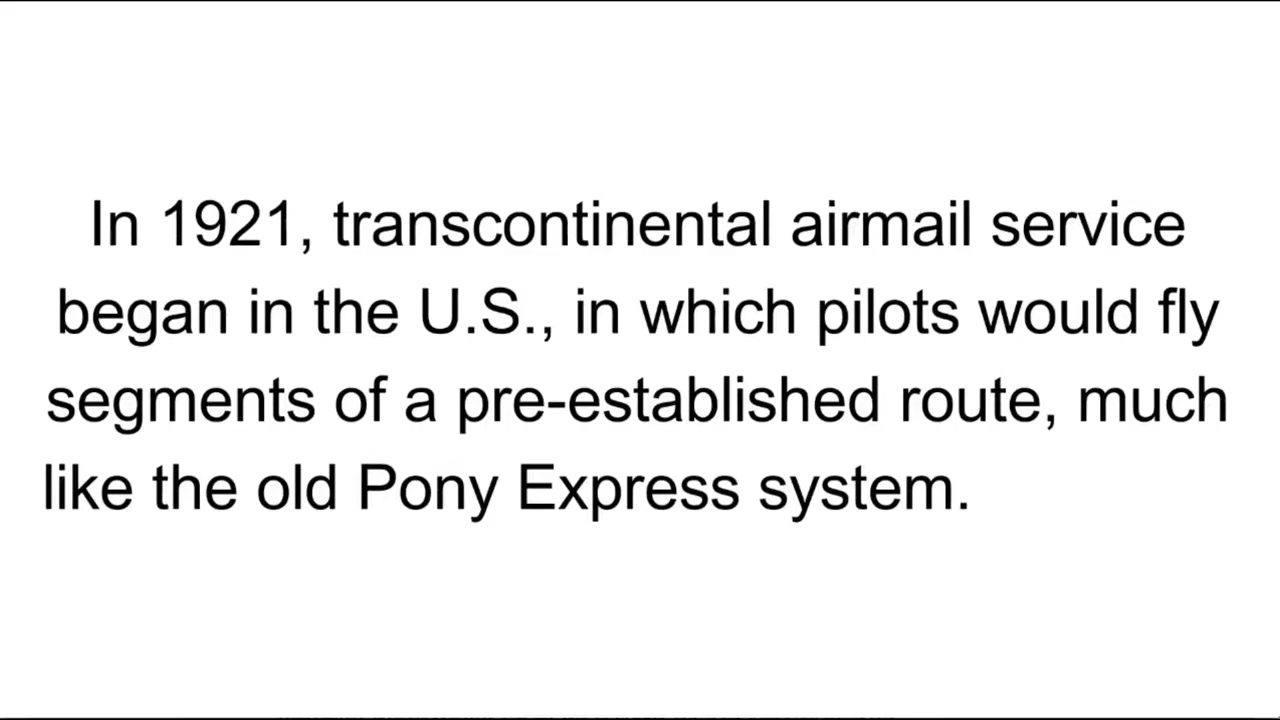 In 1921, transcontinental airmail service
began in the U.S., in which pilots would fly
segments of a pre-established route, much
like the old Pony Express system.